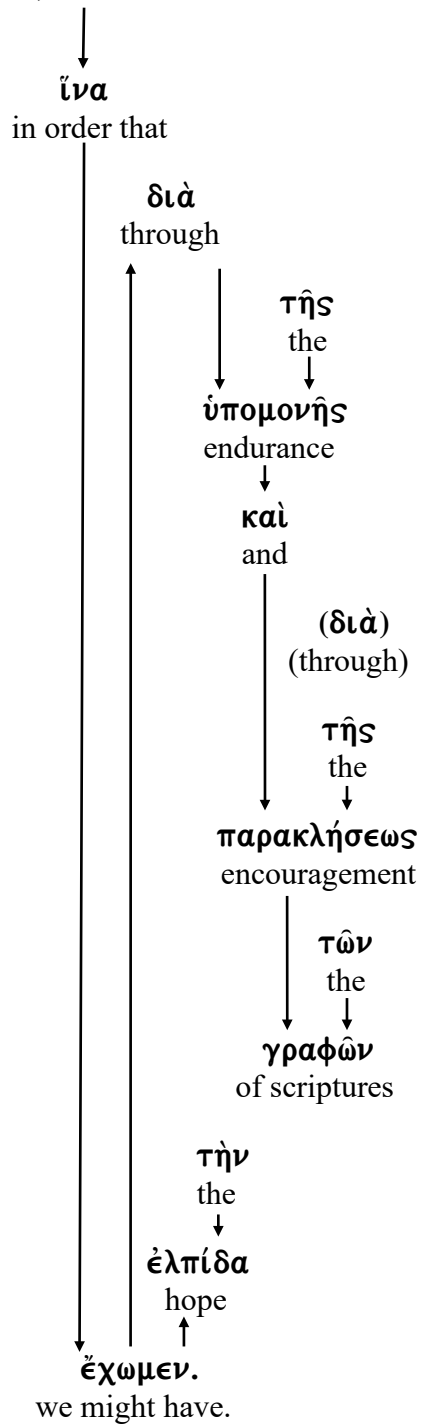 ἵνα
in order that
διὰ
through
τῆς
the
ὑπομονῆς
endurance
καὶ
and
(διὰ)
(through)
τῆς
the
παρακλήσεως
encouragement
τῶν
the
γραφῶν
of scriptures
τὴν
the
ἐλπίδα
hope
ἔχωμεν.
we might have.